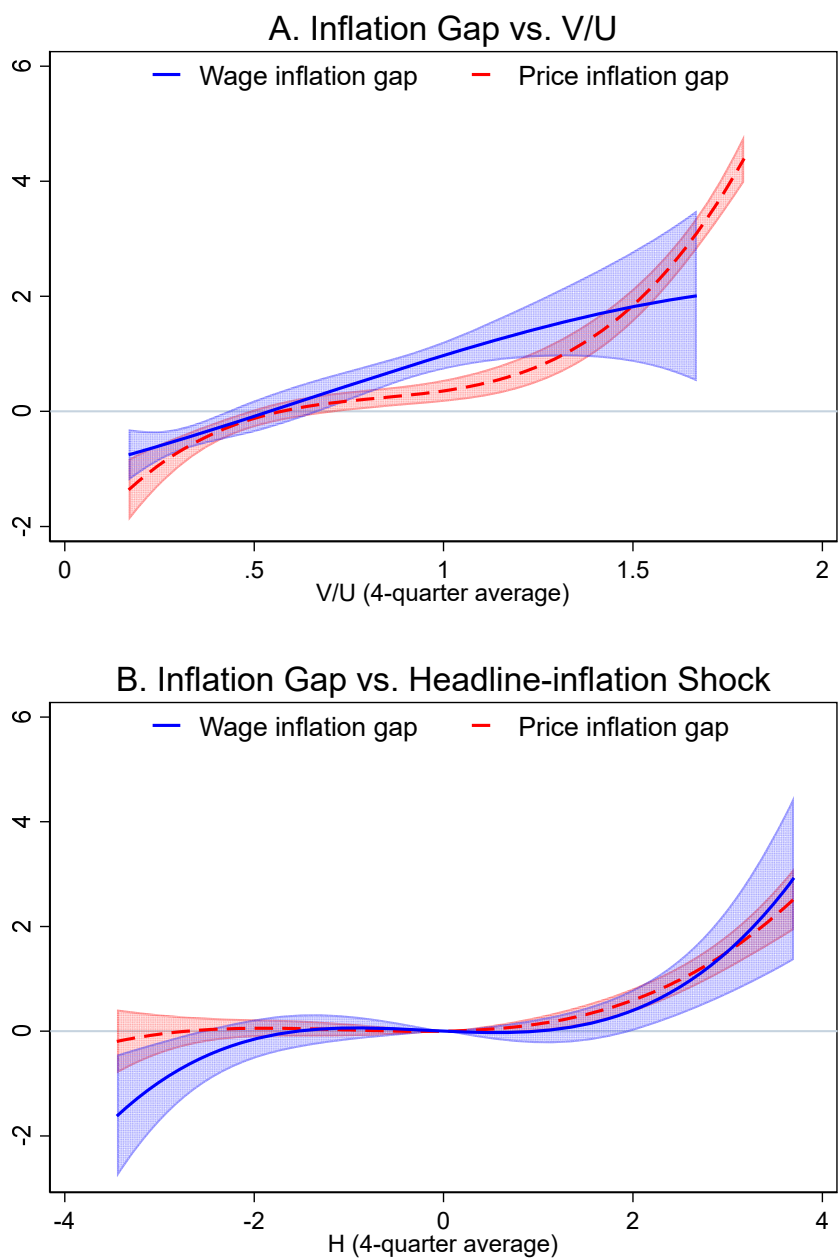 A. Inflation Gap vs. V/U
Wage inflation gap Price inflation gap
6
4
2
0
-2
0 .5 1 1.5 2
V/U (4-quarter average)
B. Inflation Gap vs. Headline-inflation Shock
Wage inflation gap Price inflation gap
6
4
2
0
-2
-4 -2 0 2 4
H (4-quarter average)